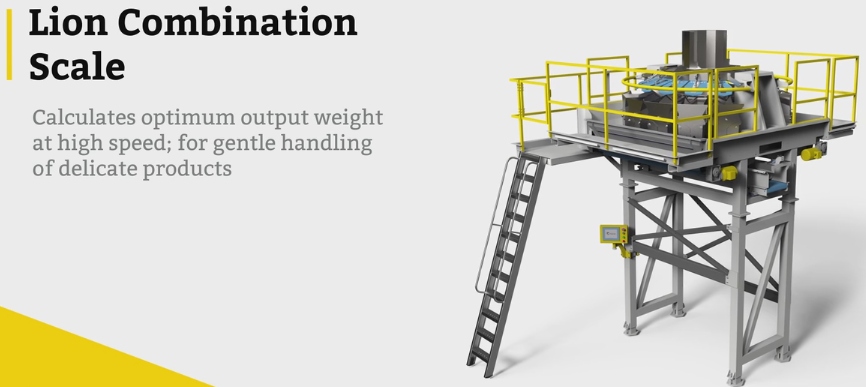 Lion Combination
Scale
Calculates optimum output weight
at high speed; for gentle handling
of delicate products